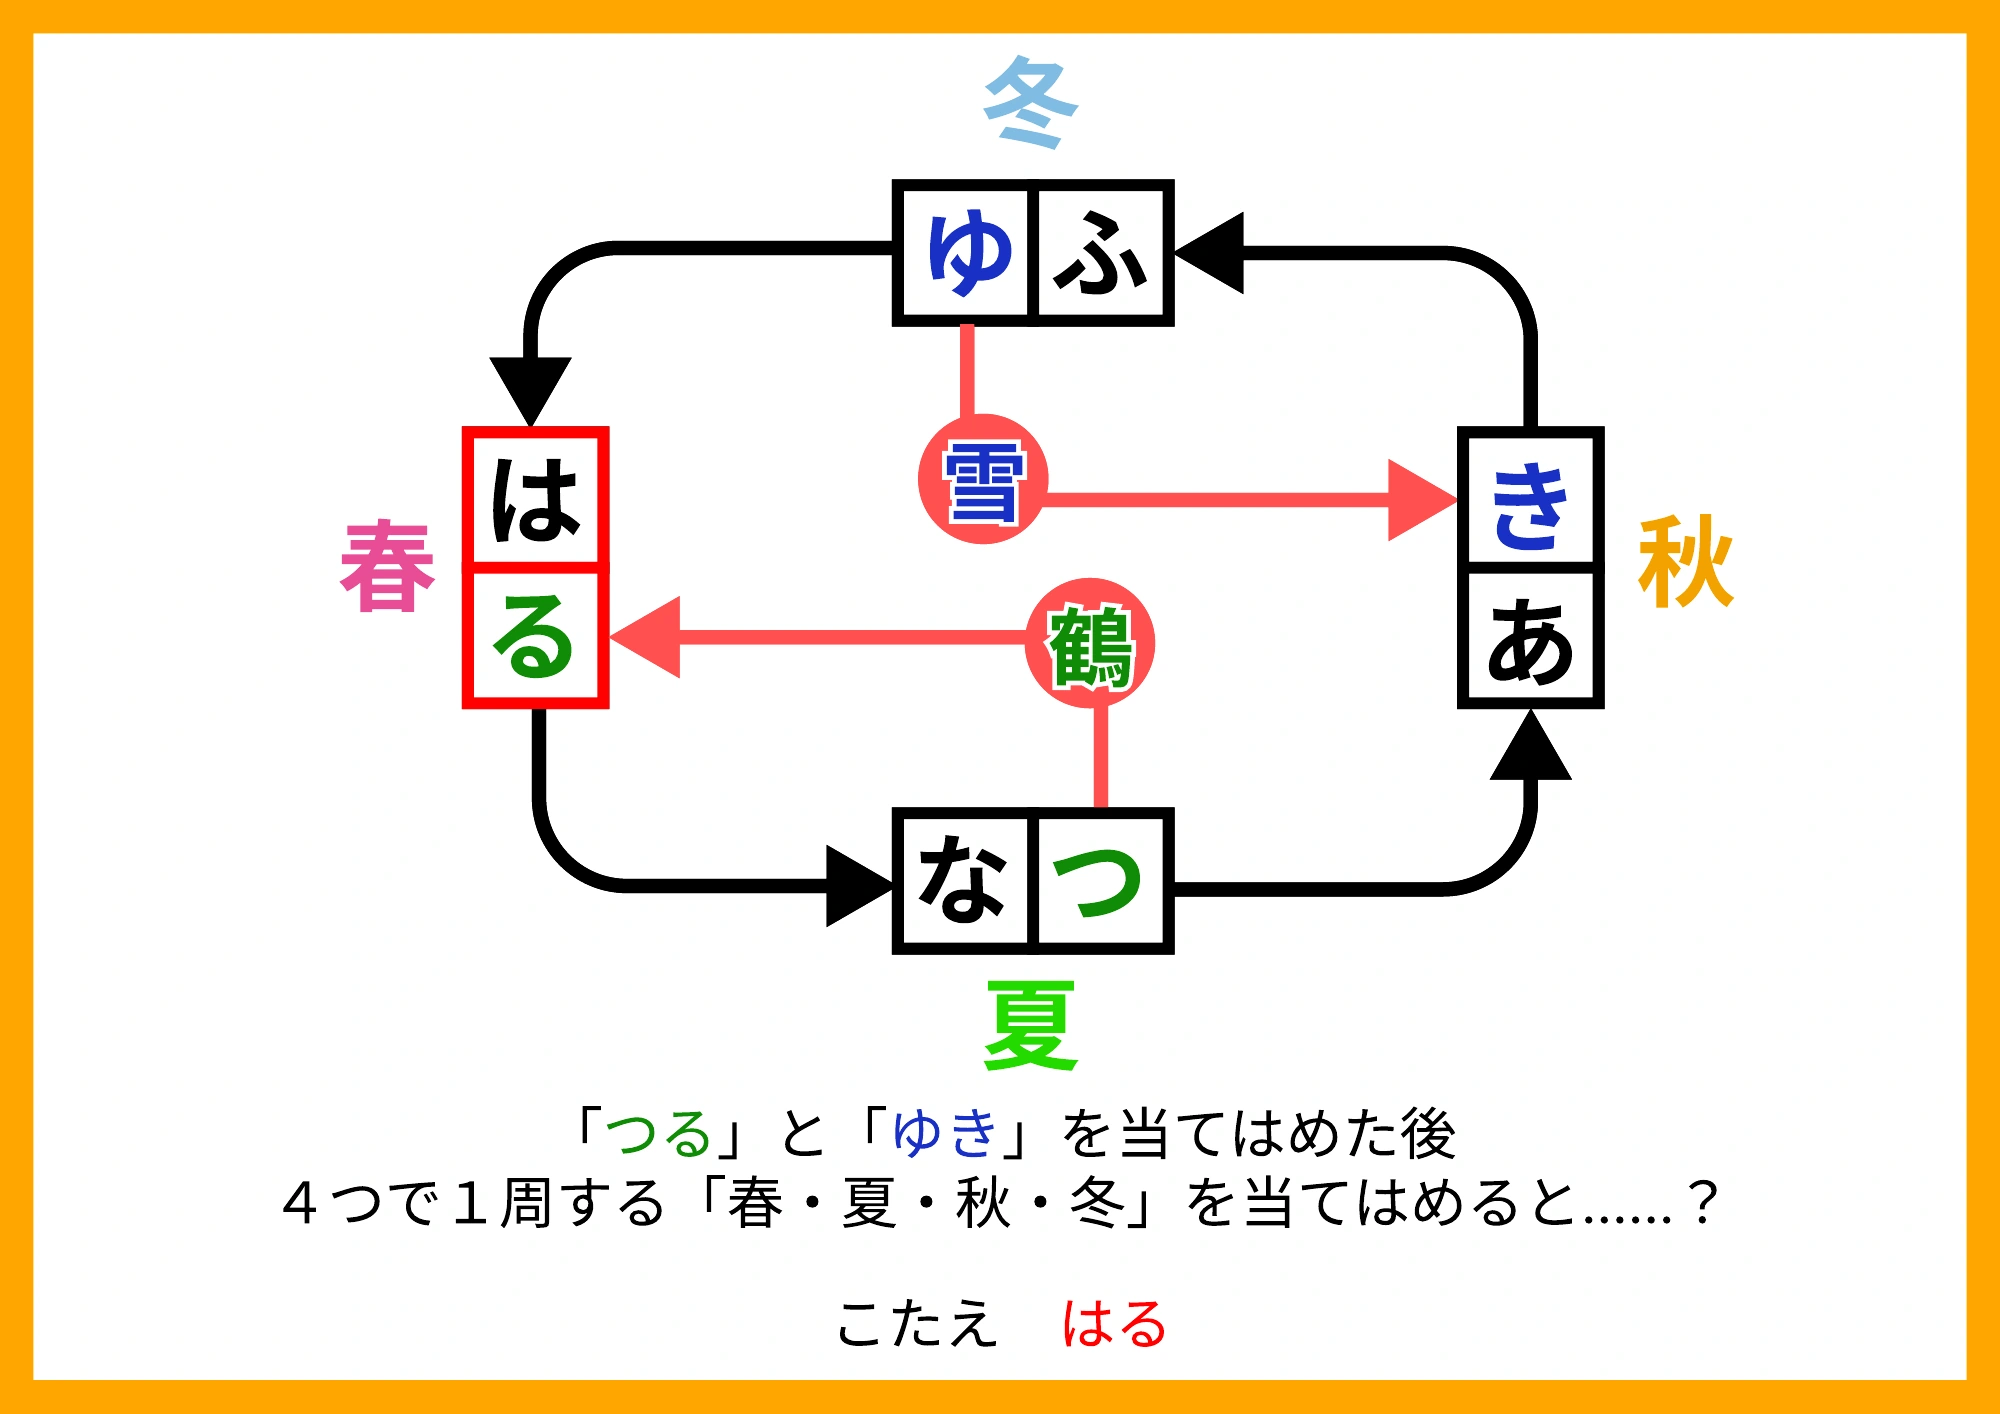 冬
ゆふ
雪
は
る
春
き
あ
秋
鶴
なつ
夏
「つる」と「ゆき」を当てはめた後
４つで１周する「春・夏・秋・冬」を当てはめると……？
こたえ　はる